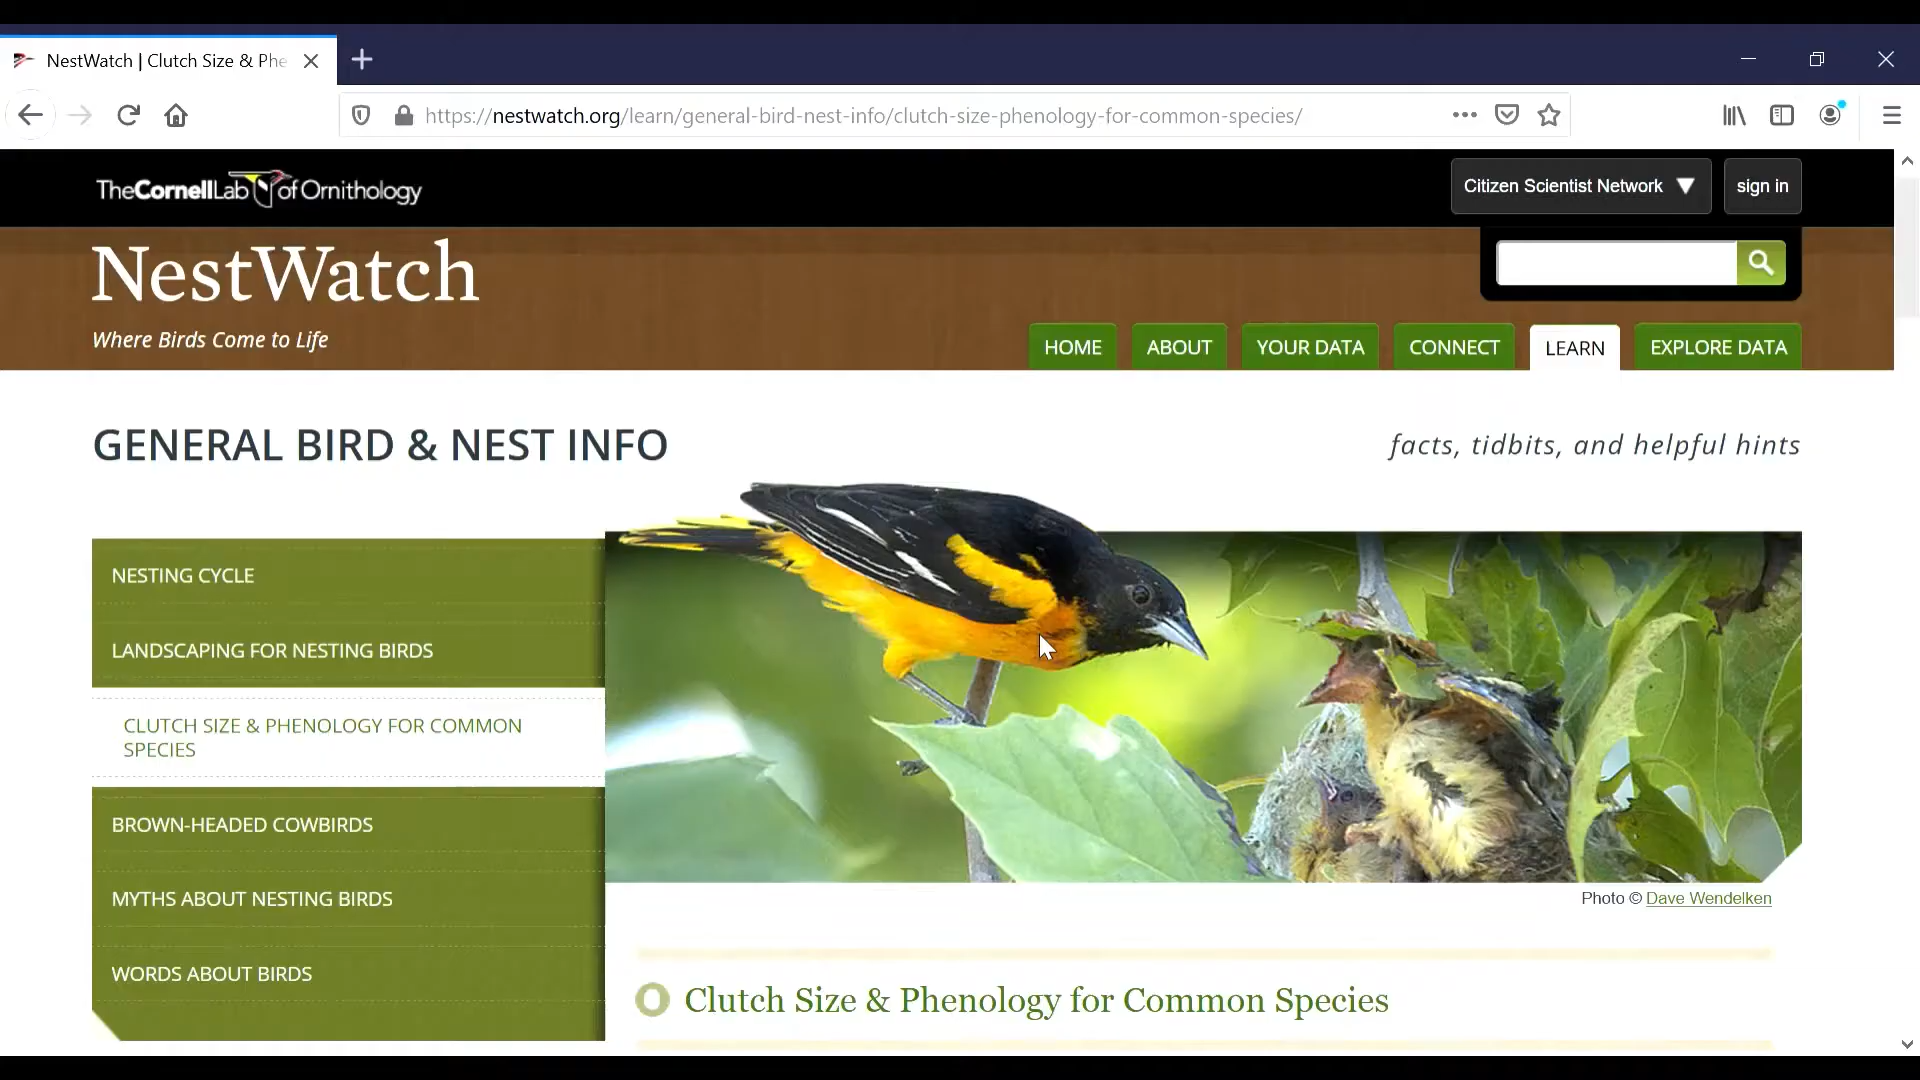 NestWatch | Clutch Size & Phe
https://nestwatch.org/learn/general-bird-nest-info/clutch-size-phenology-for-common-species/
TheCornellLab of Ornithology
Citizen Scientist Network
sign in
NestWatch
Where Birds Come to Life
HOME
ABOUT
YOUR DATA
CONNECT
LEARN
EXPLORE DATA
GENERAL BIRD & NEST INFO
facts, tidbits, and helpful hints
NESTING CYCLE
LANDSCAPING FOR NESTING BIRDS
CLUTCH SIZE & PHENOLOGY FOR COMMON
SPECIES
BROWN-HEADED COWBIRDS
MYTHS ABOUT NESTING BIRDS
WORDS ABOUT BIRDS
Photo © Dave Wendelken
Clutch Size & Phenology for Common Species